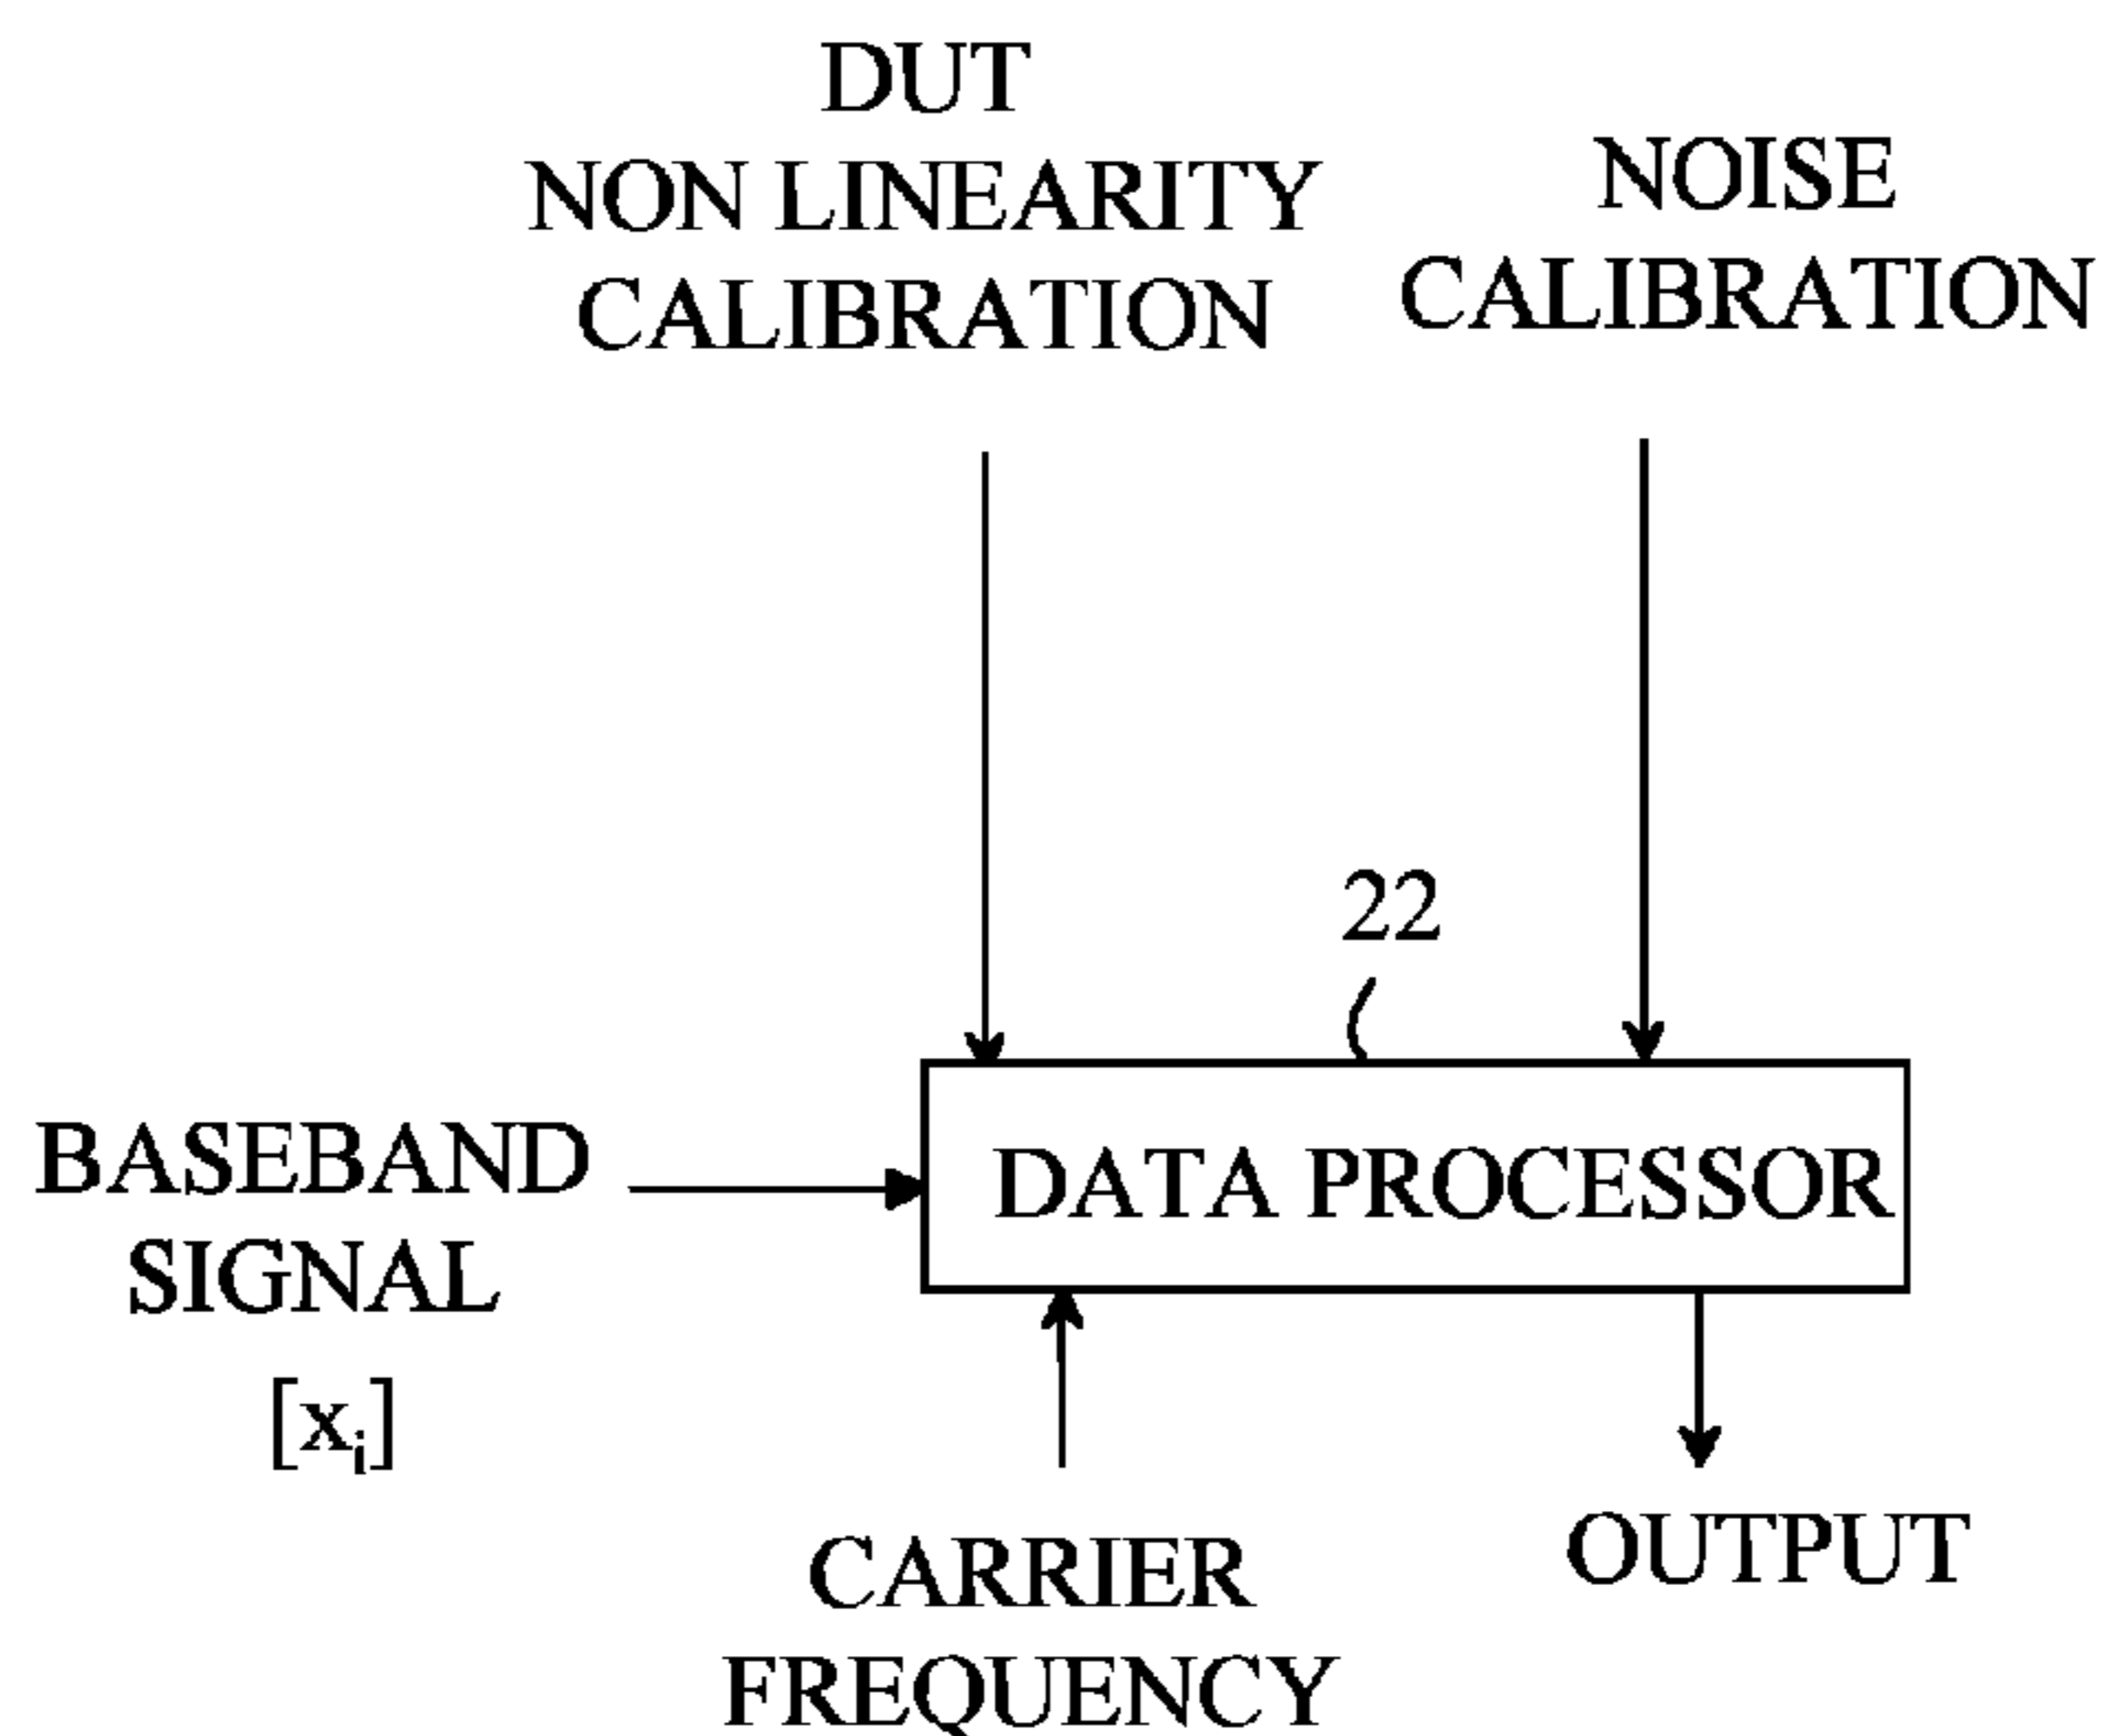 DUT
NON LINEARITY
CALIBRATION
NOISE
CALIBRATION
22
BASEBAND
SIGNAL
[xi]
DATA PROCESSOR
CARRIER
FREQUENCY
OUTPUT